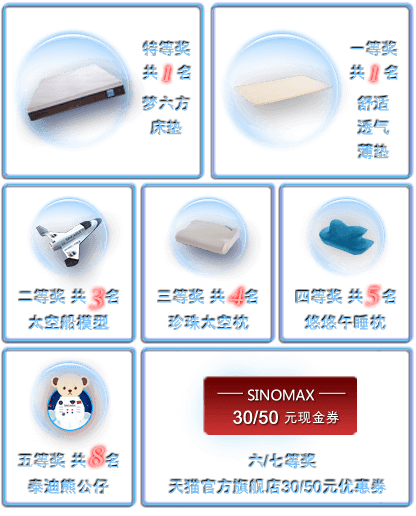 特等奖
共1名
梦六方
床垫
一等奖
共1名
舒适
透气
薄垫
二等奖 共3名
太空船模型
三等奖 共4名
珍珠太空枕
四等奖 共5名
悠悠午睡枕
五等奖 共8名
泰迪熊公仔
SINOMAX
30/50 元现金券
六/七等奖
天猫官方旗舰店30/50元优惠券